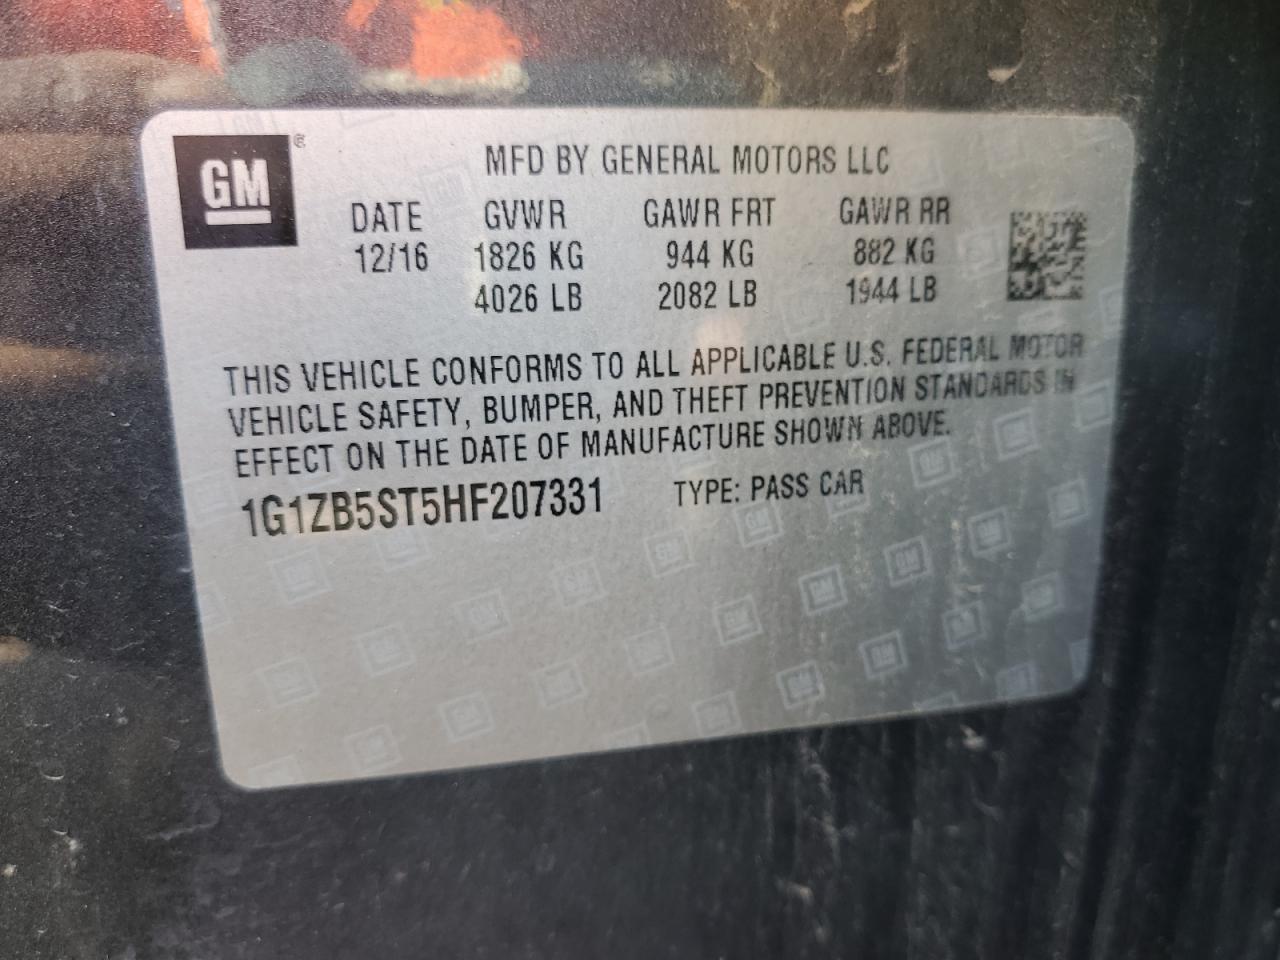 GM
MFD BY GENERAL MOTORS LLC
DATE GVWR GAWR FRT GAWR RR
12/16 1826 KG 944 KG 882 KG
4026 LB 2082 LB 1944 LB
THIS VEHICLE CONFORMS TO ALL APPLICABLE U.S. FEDERAL MOTOR
VEHICLE SAFETY, BUMPER, AND THEFT PREVENTION STANDARDS IN
EFFECT ON THE DATE OF MANUFACTURE SHOWN ABOVE.
1G1ZB5ST5HF207331 TYPE: PASS CAR